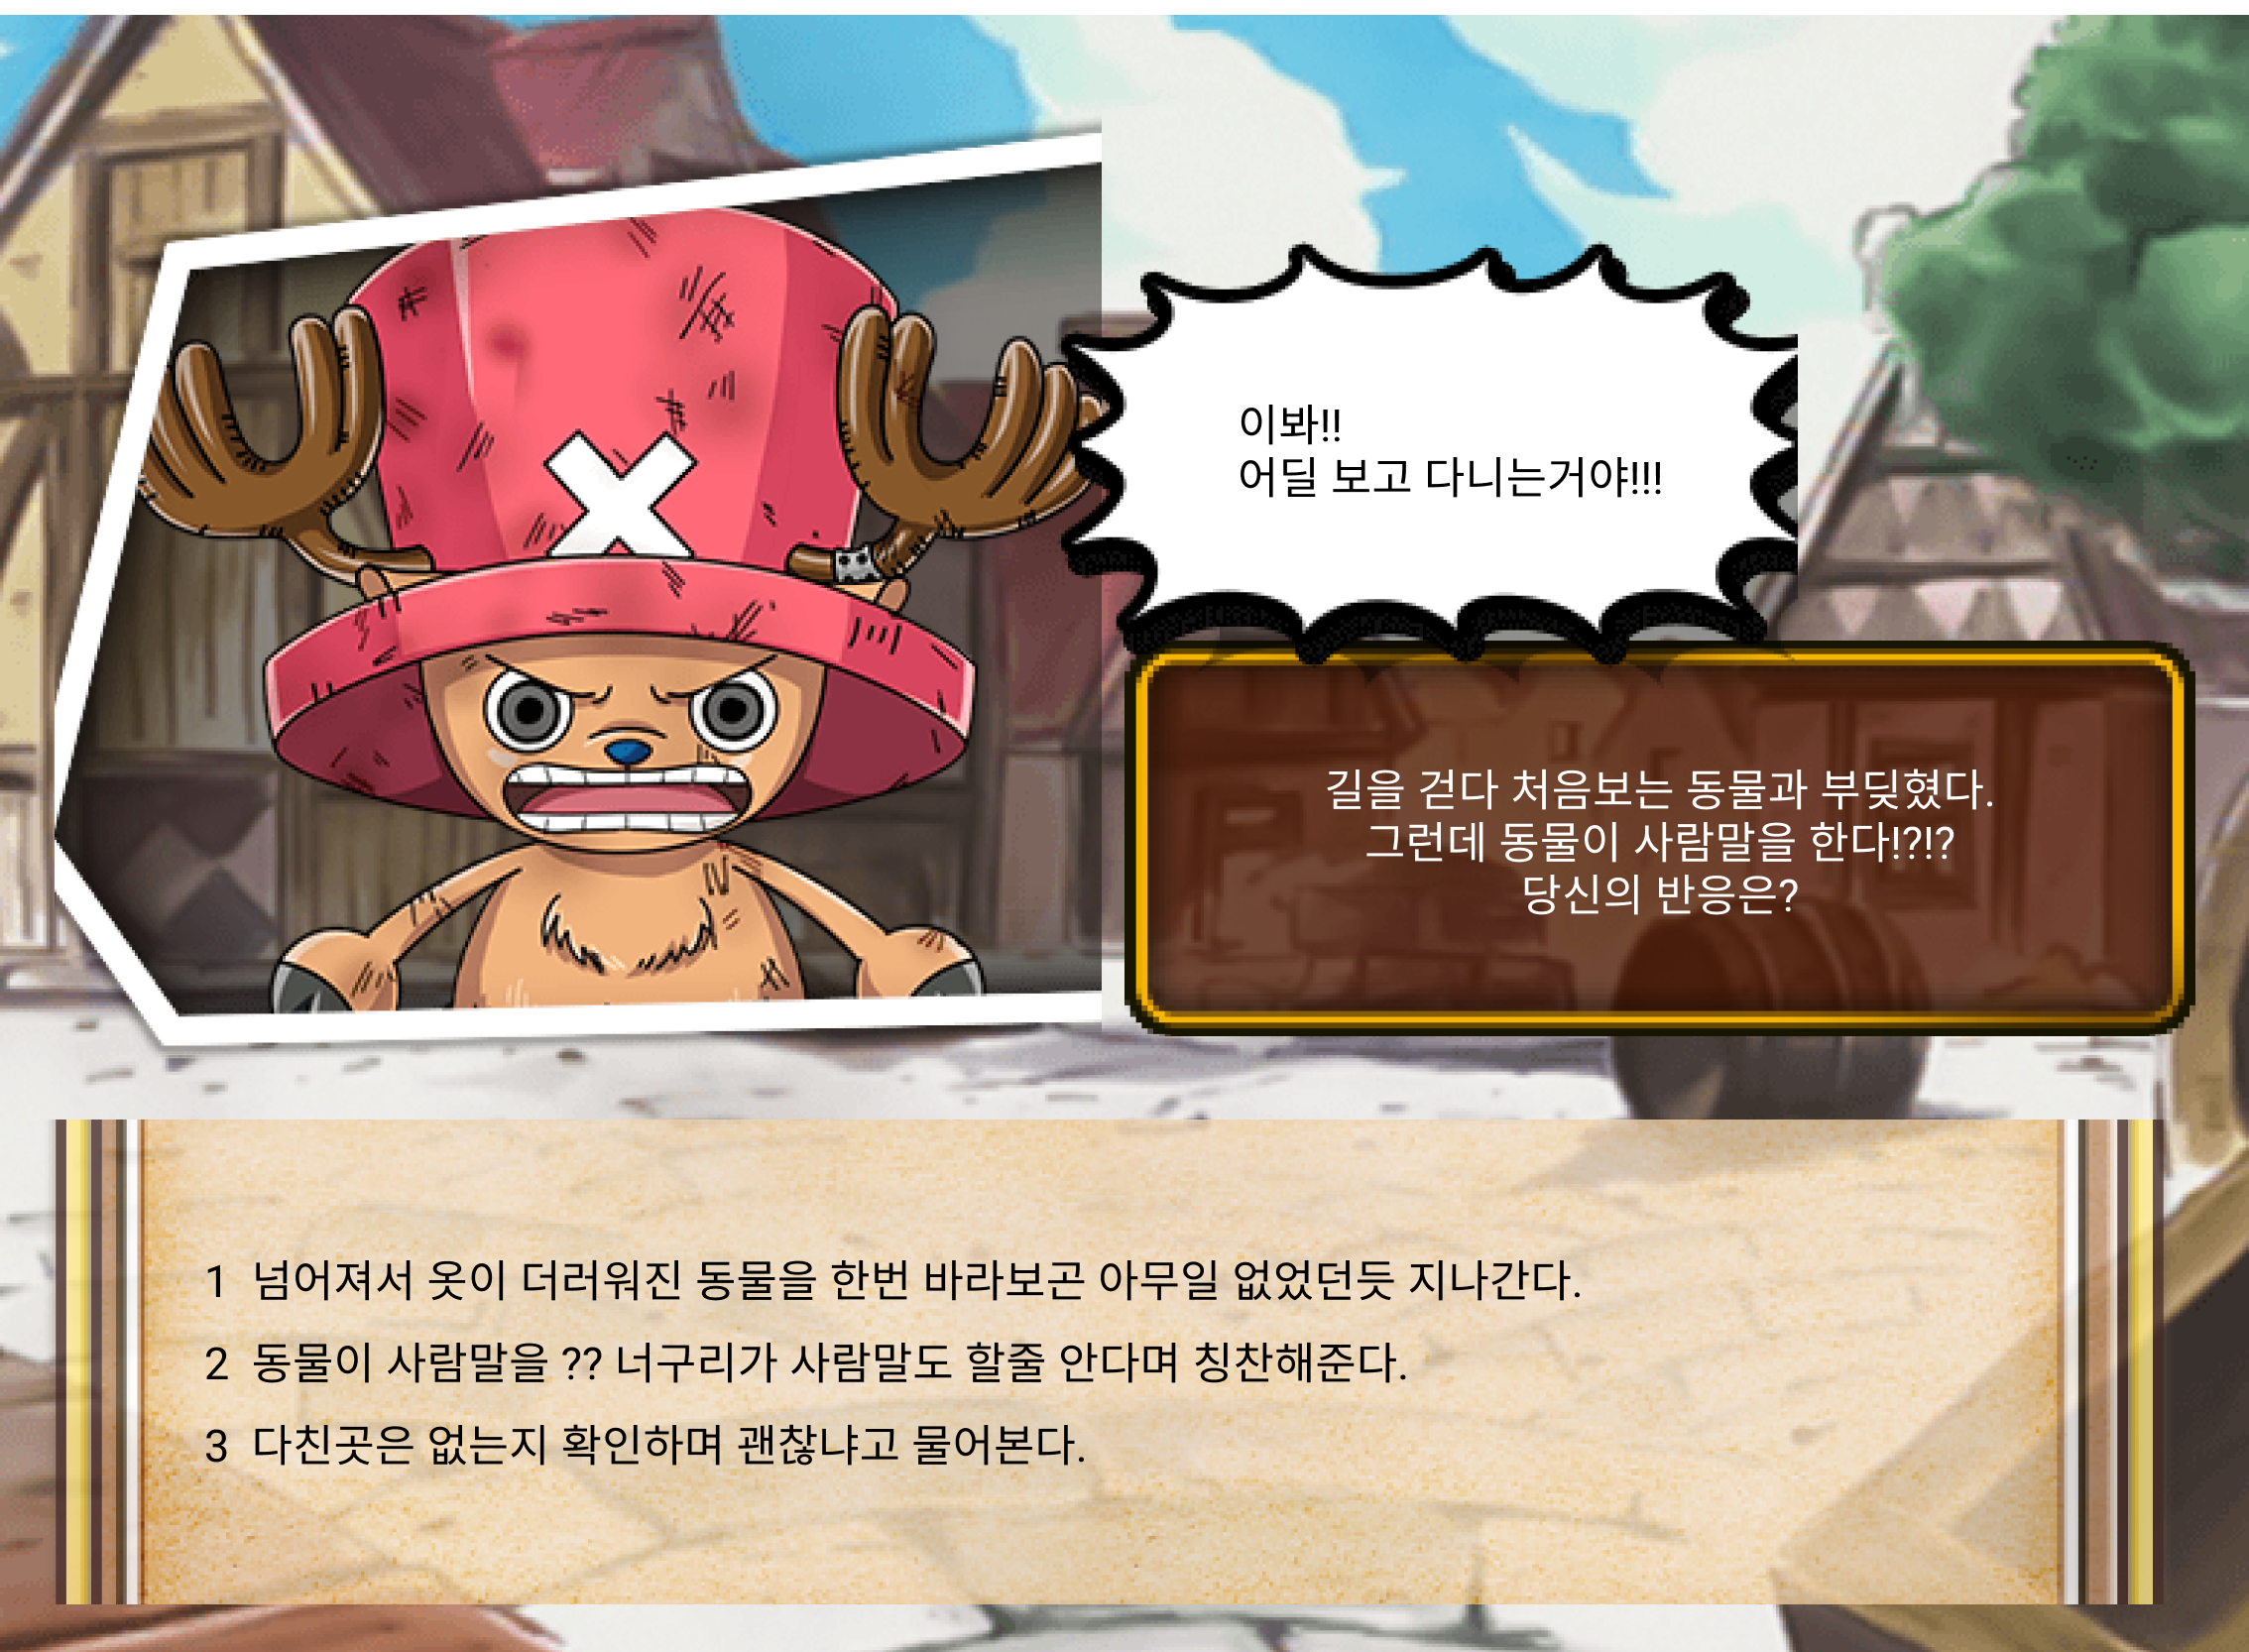 이봐!!
어딜 보고 다니는거야!!!
길을 걷다 처음보는 동물과 부딪혔다.
그런데 동물이 사람말을 한다!?!?
당신의 반응은?
1 넘어져서 옷이 더러워진 동물을 한번 바라보곤 아무일 없었던듯 지나간다.
2 동물이 사람말을 ?? 너구리가 사람말도 할줄 안다며 칭찬해준다.
3 다친곳은 없는지 확인하며 괜찮냐고 물어본다.